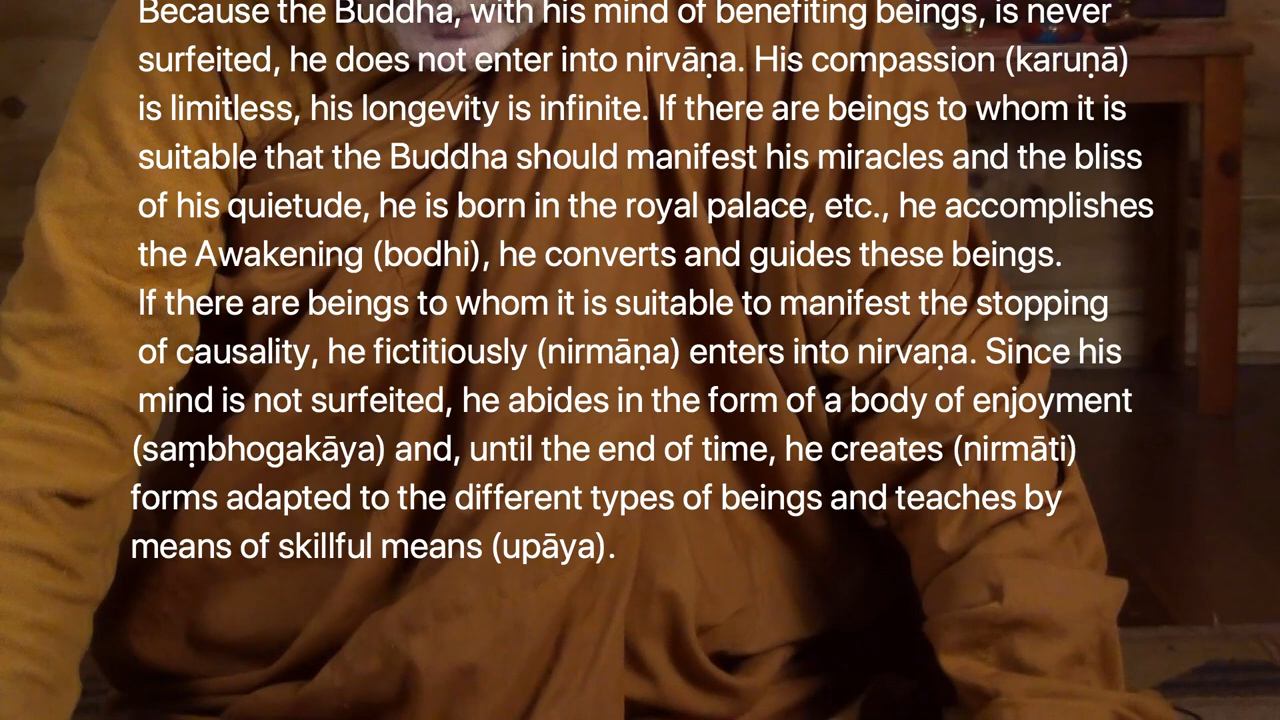 Because the Buddha, with his mind of benefiting beings, is never
surfeited, he does not enter into nirvāṇa. His compassion (karuṇā)
is limitless, his longevity is infinite. If there are beings to whom it is
suitable that the Buddha should manifest his miracles and the bliss
of his quietude, he is born in the royal palace, etc., he accomplishes
the Awakening (bodhi), he converts and guides these beings.
If there are beings to whom it is suitable to manifest the stopping
of causality, he fictitiously (nirmāṇa) enters into nirvaṇa. Since his
mind is not surfeited, he abides in the form of a body of enjoyment
(saṃbhogakāya) and, until the end of time, he creates (nirmāti)
forms adapted to the different types of beings and teaches by
means of skillful means (upāya).